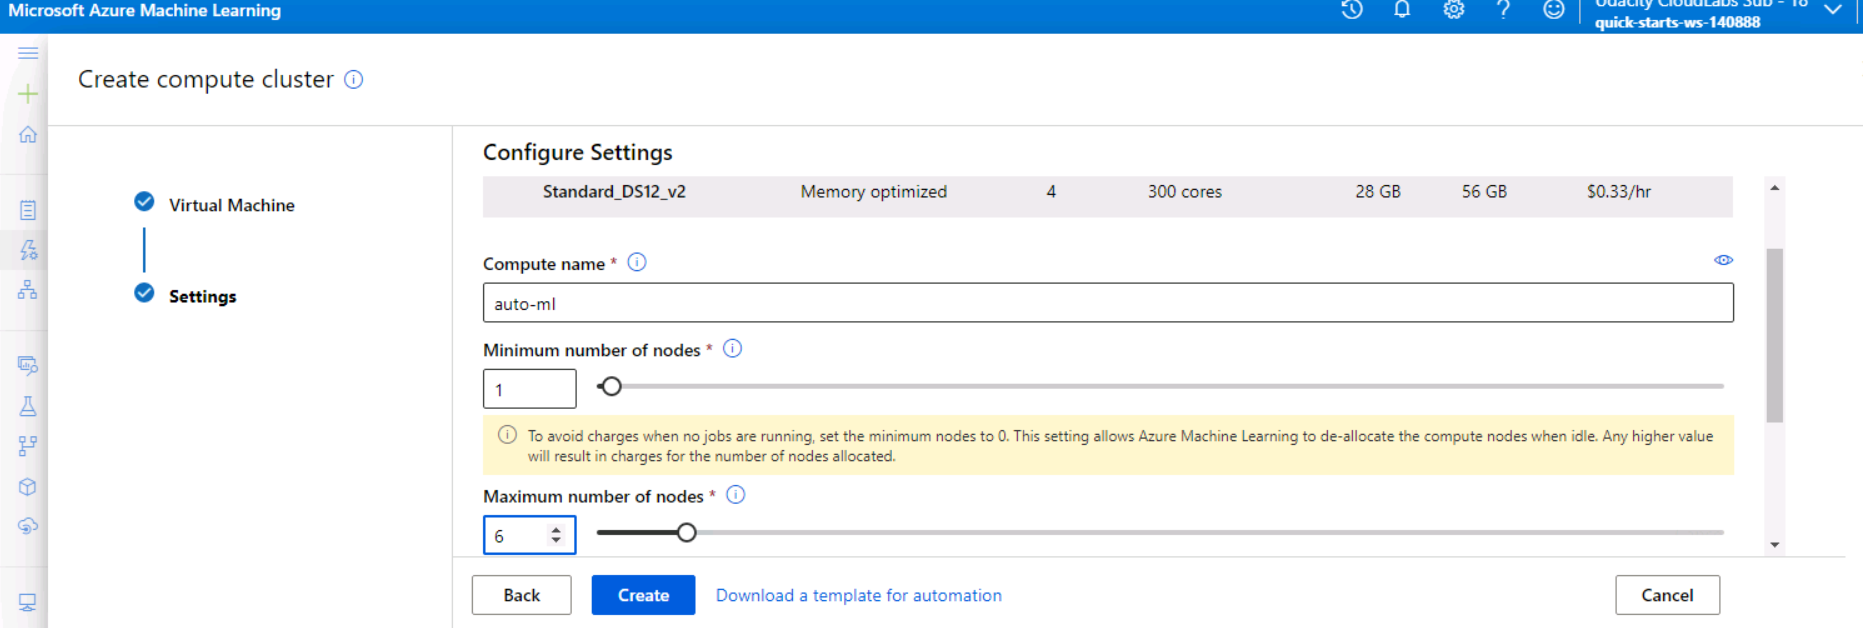 Microsoft Azure Machine Learning
Udacity CloudLabs Sub - 18
quick-starts-ws-140888
Create compute cluster
Virtual Machine
Settings
Configure Settings
Standard_DS12_v2 Memory optimized 4 300 cores 28 GB 56 GB $0.33/hr
Compute name *
auto-ml
Minimum number of nodes *
1
To avoid charges when no jobs are running, set the minimum nodes to 0. This setting allows Azure Machine Learning to de-allocate the compute nodes when idle. Any higher value
will result in charges for the number of nodes allocated.
Maximum number of nodes *
6
Back
Create
Download a template for automation
Cancel